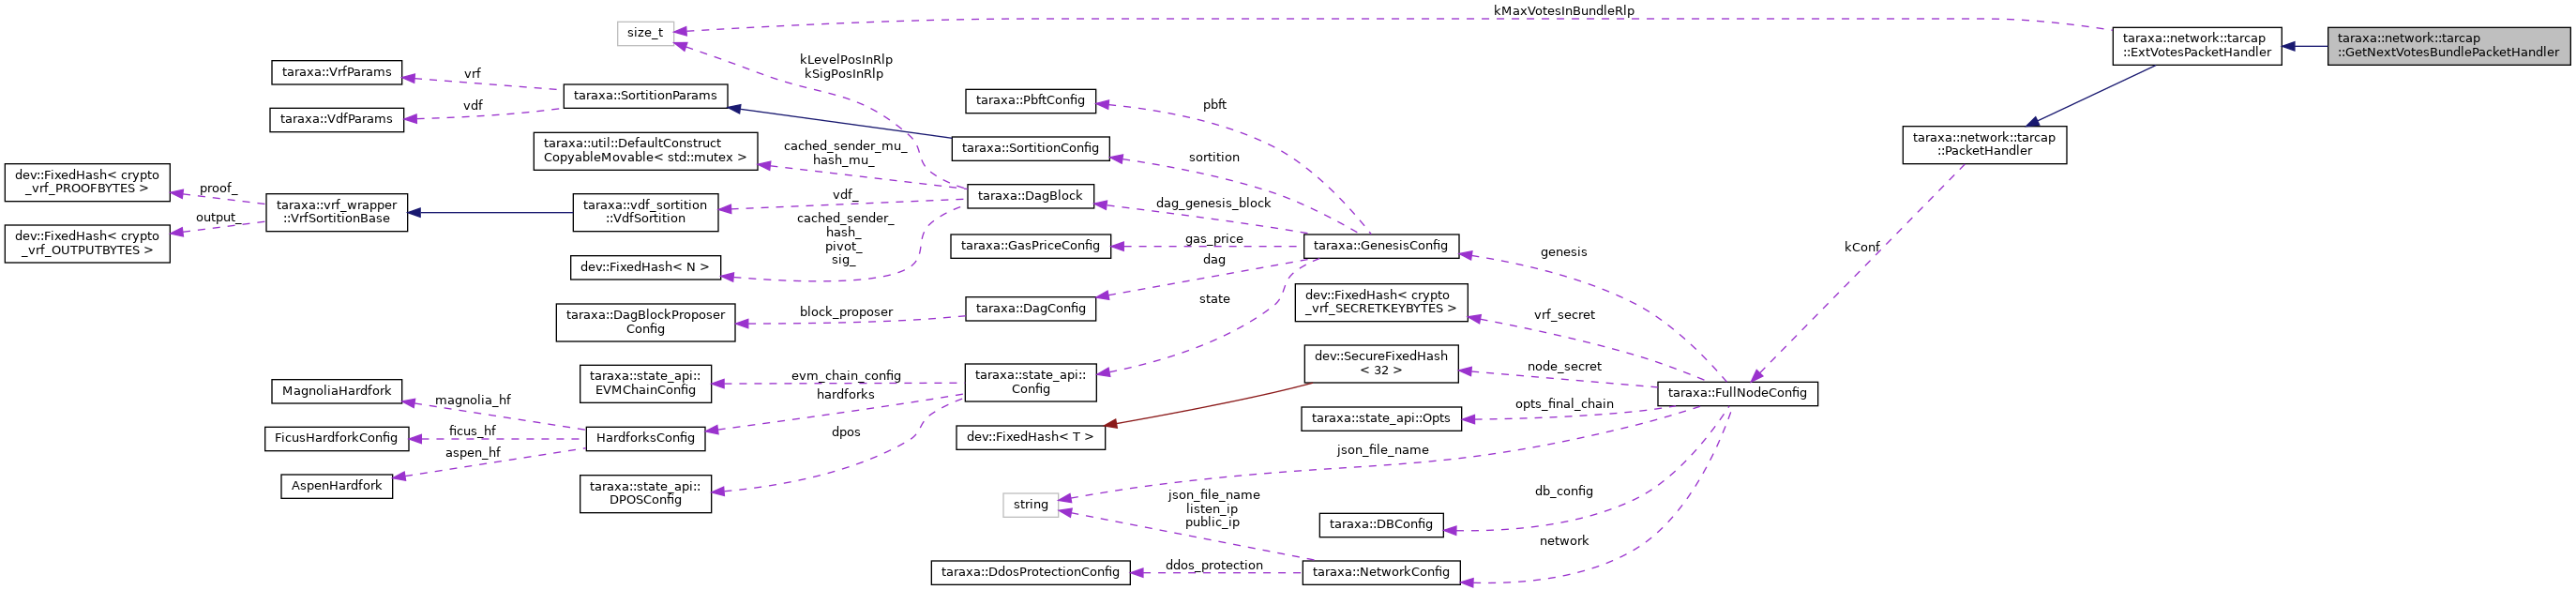 kMaxVotesInBundleRlp
size_t
taraxa::network::tarcap
::ExtVotesPacketHandler
taraxa::network::tarcap
::GetNextVotesBundlePacketHandler
kLevelPosInRlp
kSigPosInRlp
taraxa::VrfParams
vrf
taraxa::SortitionParams
taraxa::VdfParams
vdf
taraxa::PbftConfig
pbft
taraxa::util::DefaultConstruct
CopyableMovable< std::mutex >
cached_sender_mu_
hash_mu_
taraxa::SortitionConfig
sortition
taraxa::network::tarcap
::PacketHandler
dev::FixedHash< crypto
_vrf_PROOFBYTES >
proof_
output_
dev::FixedHash< crypto
_vrf_OUTPUTBYTES >
taraxa::vrf_wrapper
::VrfSortitionBase
taraxa::vdf_sortition
::VdfSortition
vdf_
taraxa::DagBlock
dag_genesis_block
cached_sender_
hash_
pivot_
sig_
dev::FixedHash< N >
taraxa::GasPriceConfig
gas_price
taraxa::GenesisConfig
genesis
kConf
dag
state
taraxa::DagBlockProposer
Config
block_proposer
taraxa::DagConfig
dev::FixedHash< crypto
_vrf_SECRETKEYBYTES >
vrf_secret
dev::SecureFixedHash
< 32 >
node_secret
taraxa::FullNodeConfig
taraxa::state_api::
EVMChainConfig
evm_chain_config
hardforks
dpos
taraxa::state_api::
Config
MagnoliaHardfork
magnolia_hf
FicusHardforkConfig
ficus_hf
HardforksConfig
aspen_hf
AspenHardfork
taraxa::state_api::
DPOSConfig
dev::FixedHash< T >
taraxa::state_api::Opts
opts_final_chain
json_file_name
string
json_file_name
listen_ip
public_ip
taraxa::DBConfig
db_config
network
taraxa::DdosProtectionConfig
ddos_protection
taraxa::NetworkConfig